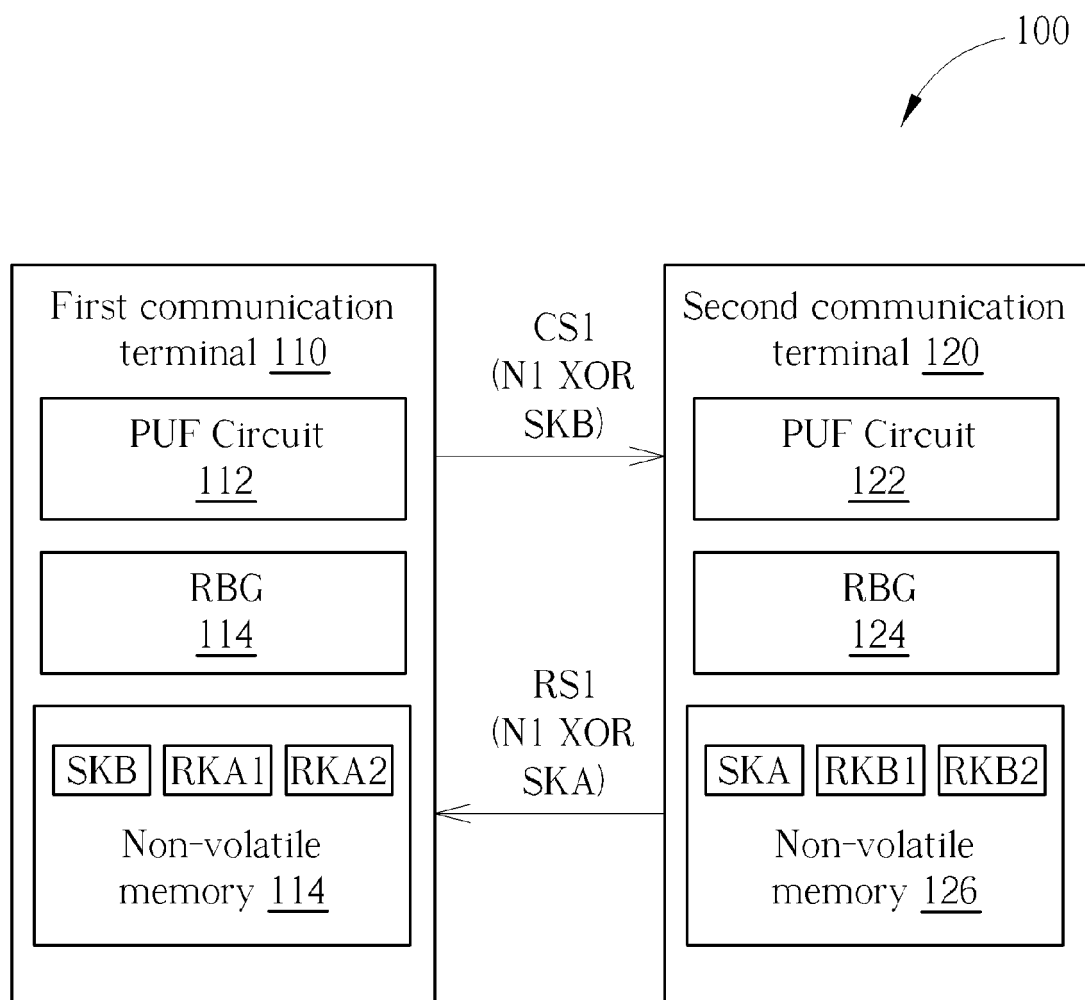 100
First communication
terminal 110
PUF Circuit
112
RBG
114
SKB RKA1 RKA2
Non-volatile
memory 114
CS1
(N1 XOR
SKB)
RS1
(N1 XOR
SKA)
Second communication
terminal 120
PUF Circuit
122
RBG
124
SKA RKB1 RKB2
Non-volatile
memory 126